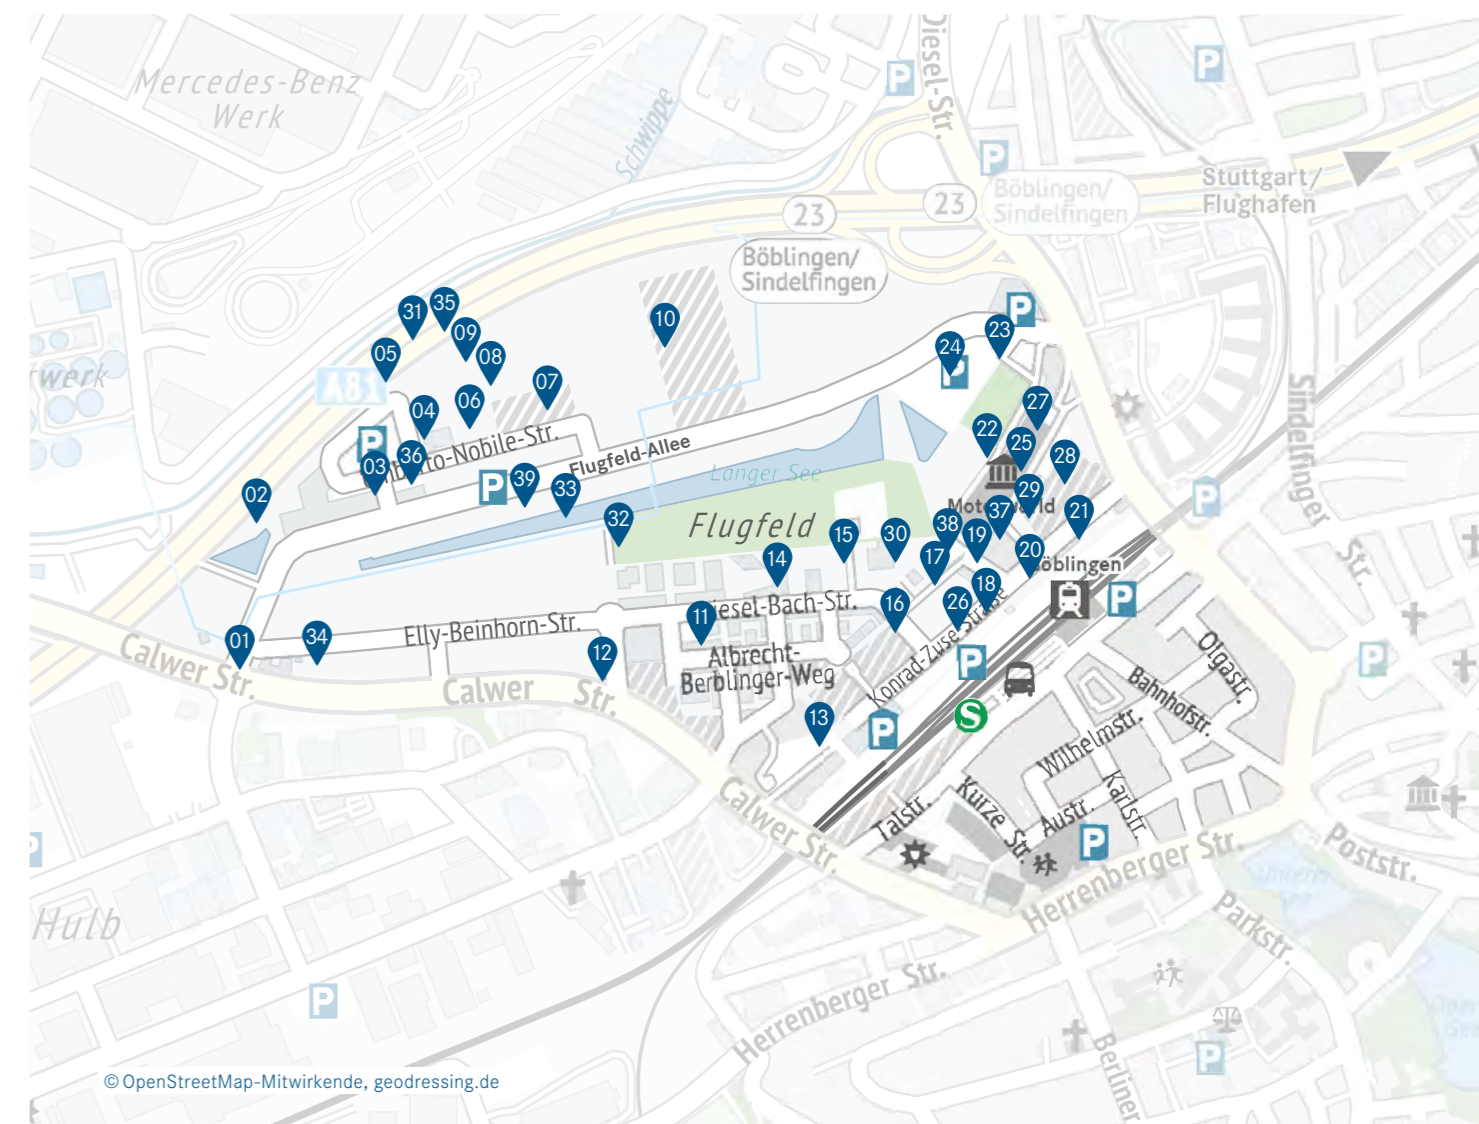 Mercedes-Benz
Werk
Schwippe
Diesel-Str.
23
23
Böblingen/
Sindelfingen
Böblingen/
Sindelfingen
Stuttgart/
Flughafen
P
P
P
P
31
35
05
09
08
10
24
23
A81
07
04
06
27
22
25
28
P
P
03
36
Umberto-Nobile-Str.
Flugfeld-Allee
Langer See
Sindelfinger
Str.
02
P
39
33
32
Flugfeld
Motorworld
29
37
21
P
15
30
38
17
19
20
Böblingen
14
18
26
16
P
11
Elly-Beinhorn-Str.
01
34
12
Albrecht-
Berblinger-Weg
Konrad-Zuse-Straße
P
P
Calwer Str.
Calwer Str.
13
P
S
Olgastr.
Bahnhofstr.
Wilhelmstr.
Karlstr.
Calwer Str.
Talstr.
Kurze Str.
Austr.
P
Herrenberger Str.
Poststr.
P
Hulb
Parkstr.
P
Herrenberger Str.
P
Berliner
© OpenStreetMap-Mitwirkende, geodressing.de